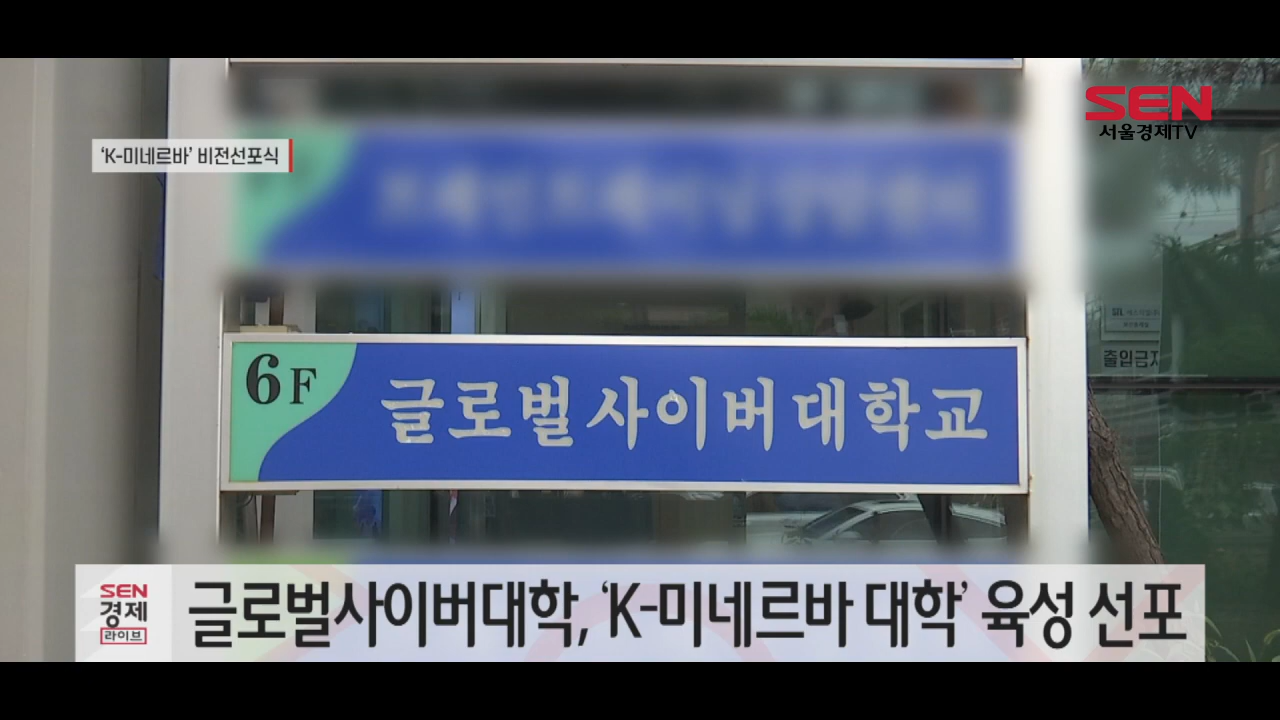 SEN
서울경제TV
‘K-미네르바’ 비전선포식
6F 글로벌사이버대학교
출입금지
SEN
경제
라이브
글로벌사이버대학, ‘K-미네르바 대학’ 육성 선포